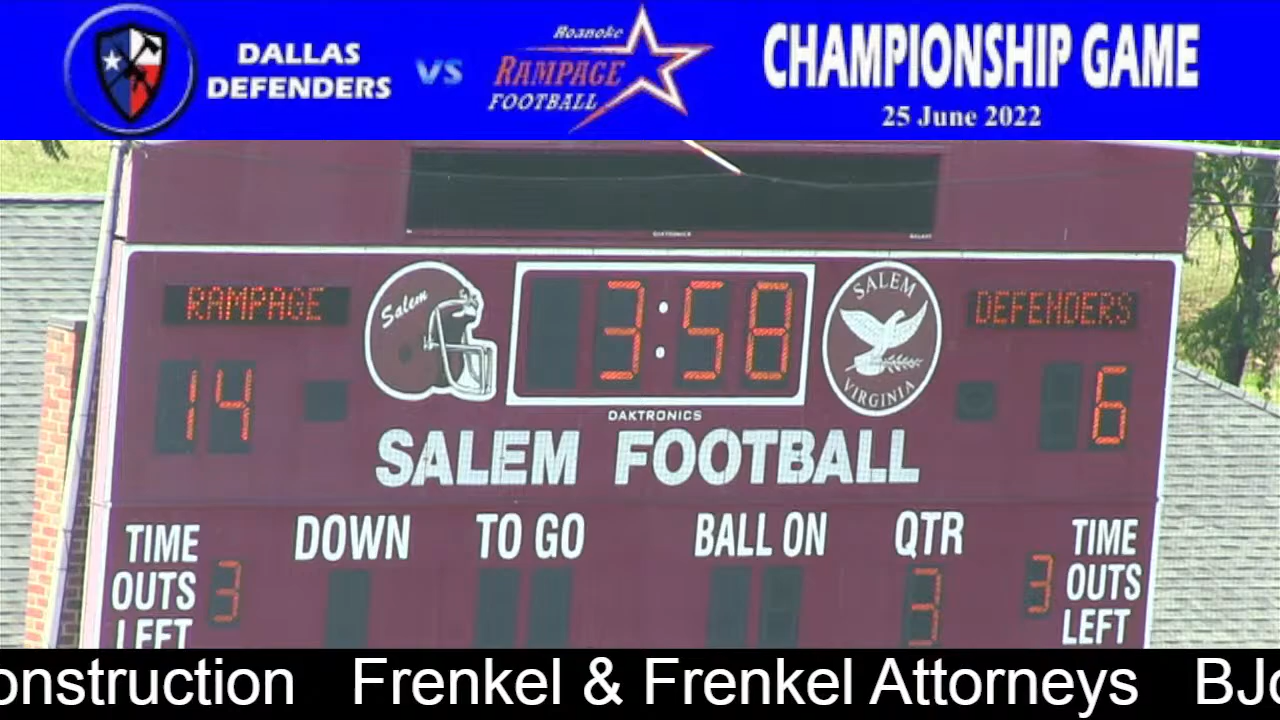 DALLAS DEFENDERS
VS
Roanoke
RAMPAGE
FOOTBALL
CHAMPIONSHIP GAME
25 June 2022
RAMPAGE
Salem
3:58
SALEM
VIRGINIA
DEFENDERS
14
6
DAKTRONICS
SALEM FOOTBALL
TIME OUTS LEFT
3
DOWN
TO GO
BALL ON
QTR
3
3
TIME OUTS LEFT
onstruction Frenkel & Frenkel Attorneys BJ